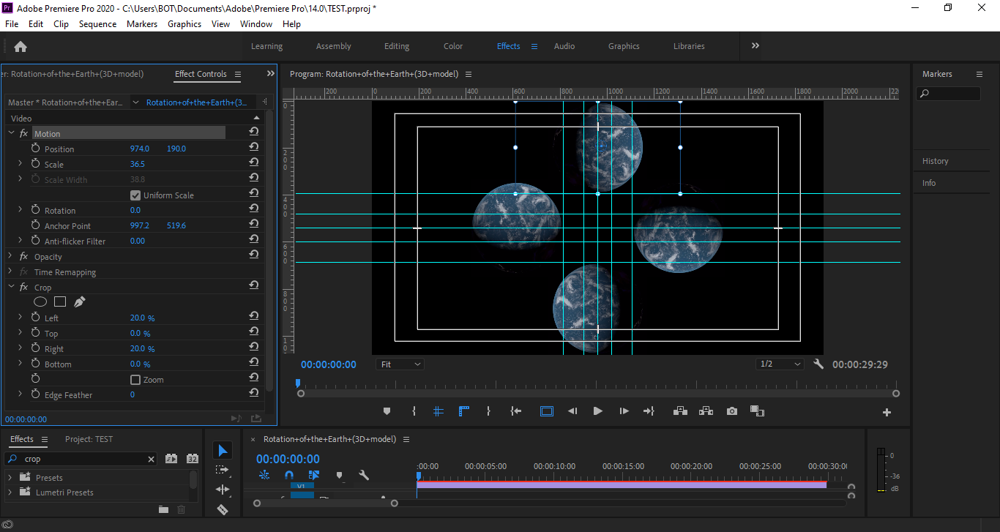 Pr Adobe Premiere Pro 2020 - C:\Users\BOT\Documents\Adobe\Premiere Pro\14.0\TEST.prproj *
File Edit Clip Sequence Markers Graphics View Window Help
Learning Assembly Editing Color Effects Audio Graphics Libraries
er: Rotation+of+the+Earth+(3D+model) Effect Controls
Master * Rotation+of+the+Ear... Rotation+of+the+Earth+(3...
Video
fx Motion
Position 974.0 190.0
Scale 36.5
Scale Width 38.8
Uniform Scale
Rotation 0.0
Anchor Point 997.2 519.6
Anti-flicker Filter 0.00
fx Opacity
fx Time Remapping
fx Crop
Left 20.0 %
Top 0.0 %
Right 20.0 %
Bottom 0.0 %
Zoom
Edge Feather 0
00:00:00:00
Program: Rotation+of+the+Earth+(3D+model)
200 0 200 400 600 800 1000 1200 1400 1600 1800 2000 22
0
200
400
600
800
10
00:00:00:00 Fit 1/2 00:00:29:29
Markers
History
Info
Effects Project: TEST
crop 32
Presets
Lumetri Presets
× Rotation+of+the+Earth+(3D+model)
00:00:00:00
:00:00 00:00:05:00 00:00:10:00 00:00:15:00 00:00:20:00 00:00:25:00 00:00:30:0
V1
0
-36
dB